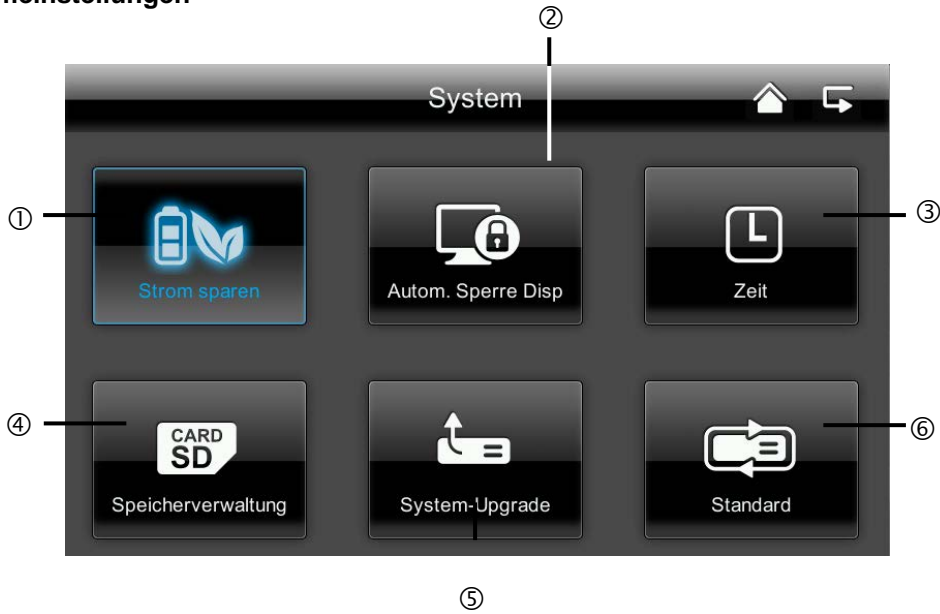 ②
System
①
③
Strom sparen
Autom. Sperre Disp
Zeit
④
CARD
SD
⑥
Speicherverwaltung
System-Upgrade
Standard
⑤